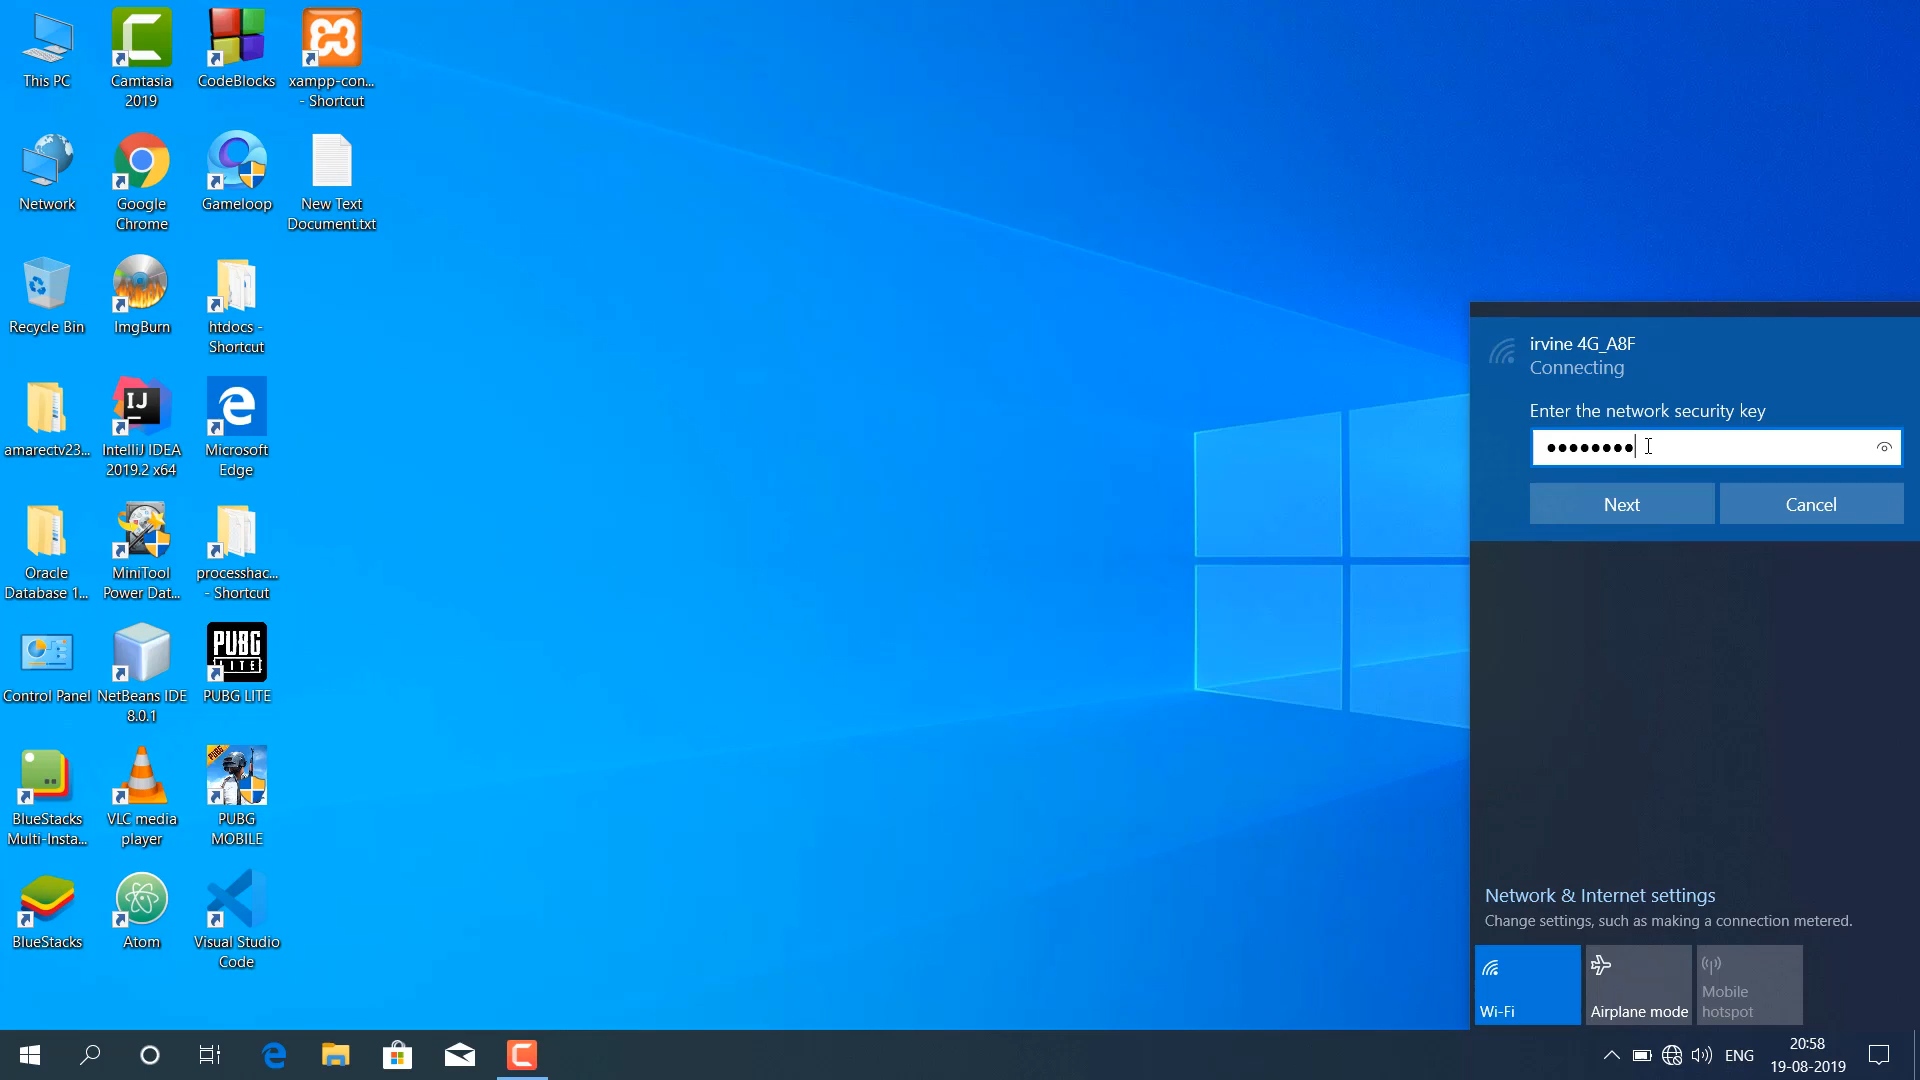 This PC
Camtasia
2019
CodeBlocks
xampp-con...
- Shortcut
Network
Google
Chrome
Gameloop
New Text
Document.txt
Recycle Bin
ImgBurn
htdocs -
Shortcut
amarectv23...
IJ
IntelliJ IDEA
2019.2 x64
Microsoft
Edge
Oracle
Database 1...
MiniTool
Power Dat...
processhac...
- Shortcut
Control Panel
NetBeans IDE
8.0.1
PUBG
LITE
PUBG LITE
BlueStacks
Multi-Insta...
VLC media
player
PUBG
PUBG
MOBILE
BlueStacks
Atom
Visual Studio
Code
irvine 4G_A8F
Connecting
Enter the network security key
●●●●●●●●
Next
Cancel
Network & Internet settings
Change settings, such as making a connection metered.
Wi-Fi
Airplane mode
Mobile
hotspot
ENG
20:58
19-08-2019